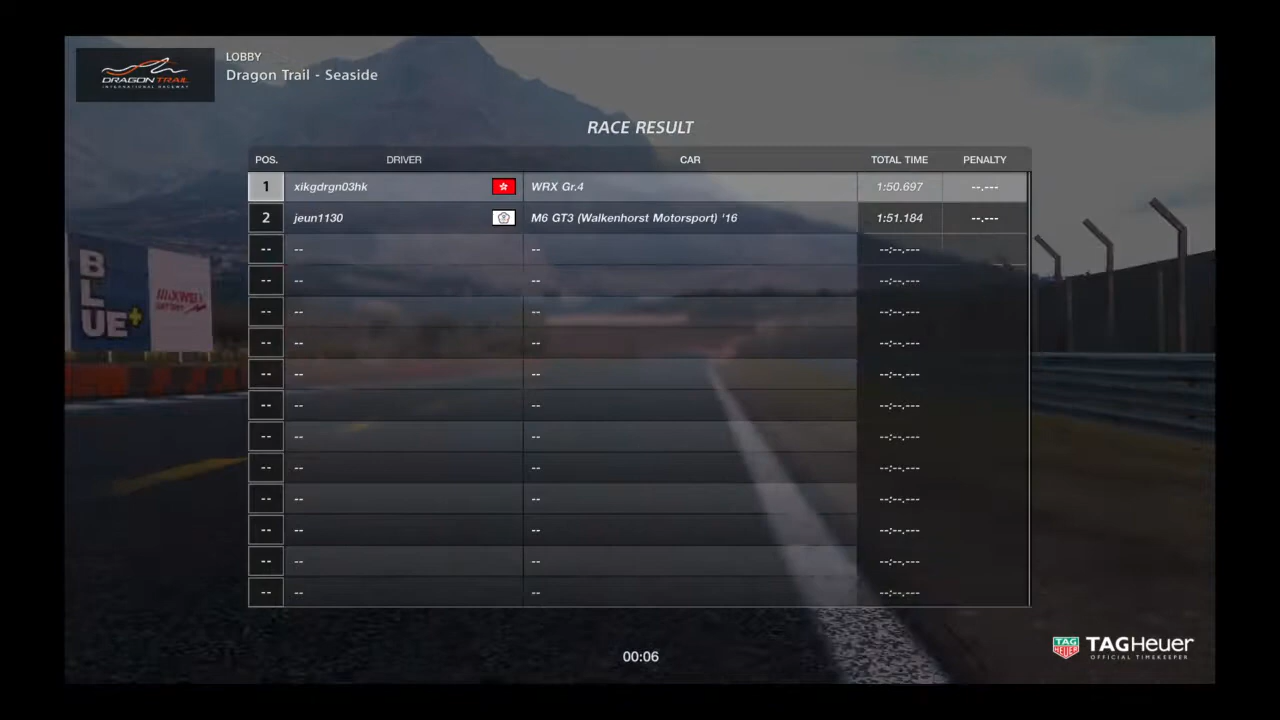 LOBBY
Dragon Trail - Seaside
DRAGON TRAIL
INTERNATIONAL RACEWAY
RACE RESULT
POS. DRIVER CAR TOTAL TIME PENALTY
1 xikgdrgn03hk WRX Gr.4 1:50.697 --.---
2 jeun1130 M6 GT3 (Walkenhorst Motorsport) '16 1:51.184 --.---
-- -- -- --:--.---
-- -- -- --:--.---
-- -- -- --:--.---
-- -- -- --:--.---
-- -- -- --:--.---
-- -- -- --:--.---
-- -- -- --:--.---
-- -- -- --:--.---
-- -- -- --:--.---
-- -- -- --:--.---
-- -- -- --:--.---
-- -- -- --:--.---
BLUE+
TAG HEUER
TAGHeuer
OFFICIAL TIMEKEEPER
00:06